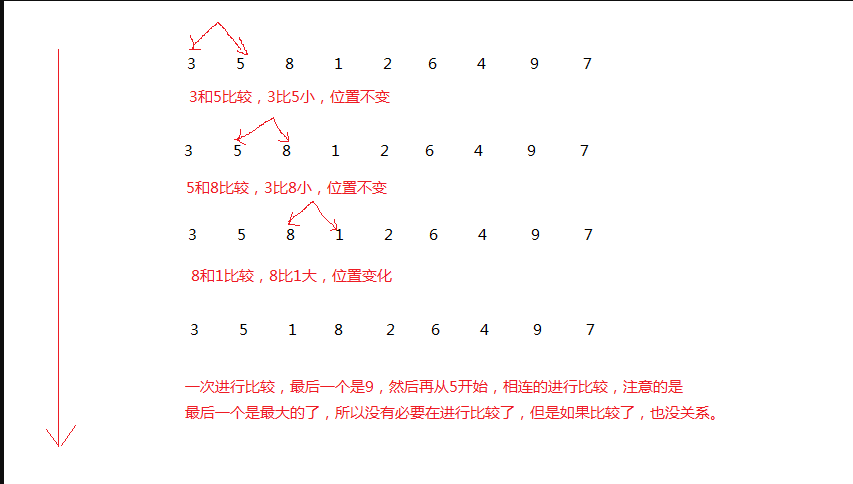 3 5 8 1 2 6 4 9 7
3和5比较，3比5小，位置不变
3 5 8 1 2 6 4 9 7
5和8比较，3比8小，位置不变
3 5 8 1 2 6 4 9 7
8和1比较，8比1大，位置变化
3 5 1 8 2 6 4 9 7
一次进行比较，最后一个是9，然后再从5开始，相连的进行比较，注意的是
最后一个是最大的了，所以没有必要在进行比较了，但是如果比较了，也没关系。